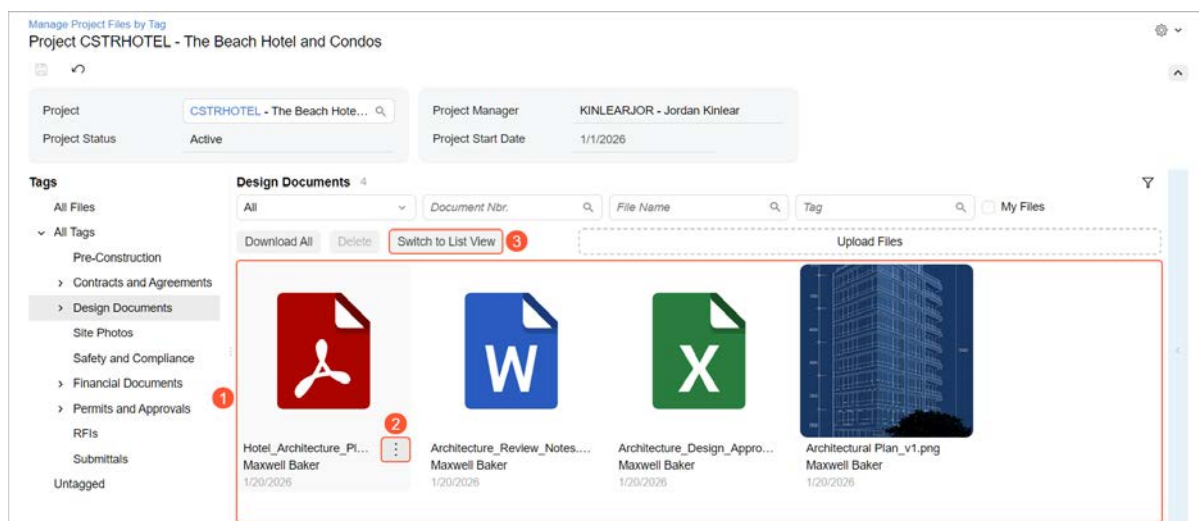 Manage Project Files by Tag
Project CSTRHOTEL - The Beach Hotel and Condos
Project CSTRHOTEL - The Beach Hote...
Project Status Active
Project Manager KINLEARJOR - Jordan Kinlear
Project Start Date 1/1/2026
Tags
All Files
All Tags
Pre-Construction
Contracts and Agreements
Design Documents
Site Photos
Safety and Compliance
Financial Documents
Permits and Approvals
RFIs
Submittals
Untagged
Design Documents 4
All Document Nbr. File Name Tag My Files
Download All Delete Switch to List View 3 Upload Files
1
2
W
X
Hotel_Architecture_Pl...
Maxwell Baker
1/20/2026
Architecture_Review_Notes....
Maxwell Baker
1/20/2026
Architecture_Design_Appro...
Maxwell Baker
1/20/2026
Architectural Plan_v1.png
Maxwell Baker
1/20/2026